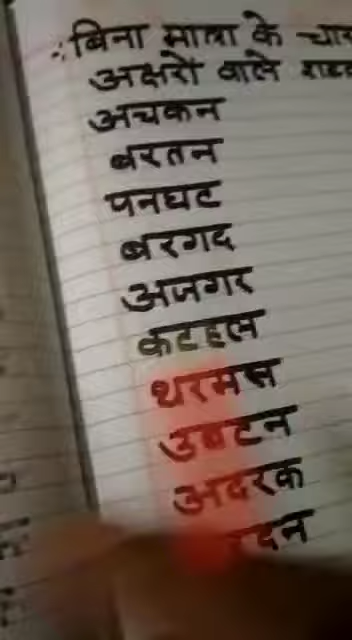 बिना मात्रा के चार
अक्षरों वाले शब्द
अचकन
बरतन
पनघट
बरगद
अजगर
कटहल
थरमस
उबटन
अदरक